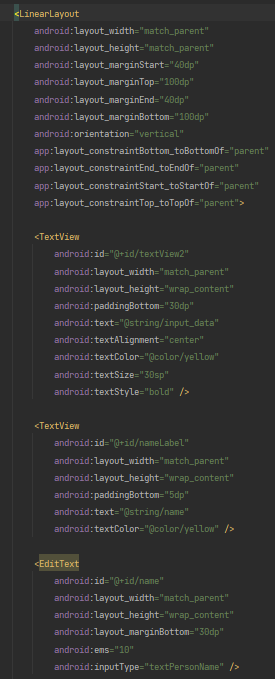 <LinearLayout
android:layout_width="match_parent"
android:layout_height="match_parent"
android:layout_marginStart="40dp"
android:layout_marginTop="100dp"
android:layout_marginEnd="40dp"
android:layout_marginBottom="100dp"
android:orientation="vertical"
app:layout_constraintBottom_toBottomOf="parent"
app:layout_constraintEnd_toEndOf="parent"
app:layout_constraintStart_toStartOf="parent"
app:layout_constraintTop_toTopOf="parent">
<TextView
android:id="@+id/textView2"
android:layout_width="match_parent"
android:layout_height="wrap_content"
android:paddingBottom="30dp"
android:text="@string/input_data"
android:textAlignment="center"
android:textColor="@color/yellow"
android:textSize="30sp"
android:textStyle="bold" />
<TextView
android:id="@+id/nameLabel"
android:layout_width="match_parent"
android:layout_height="wrap_content"
android:paddingBottom="5dp"
android:text="@string/name"
android:textColor="@color/yellow" />
<EditText
android:id="@+id/name"
android:layout_width="match_parent"
android:layout_height="wrap_content"
android:layout_marginBottom="30dp"
android:ems="10"
android:inputType="textPersonName" />